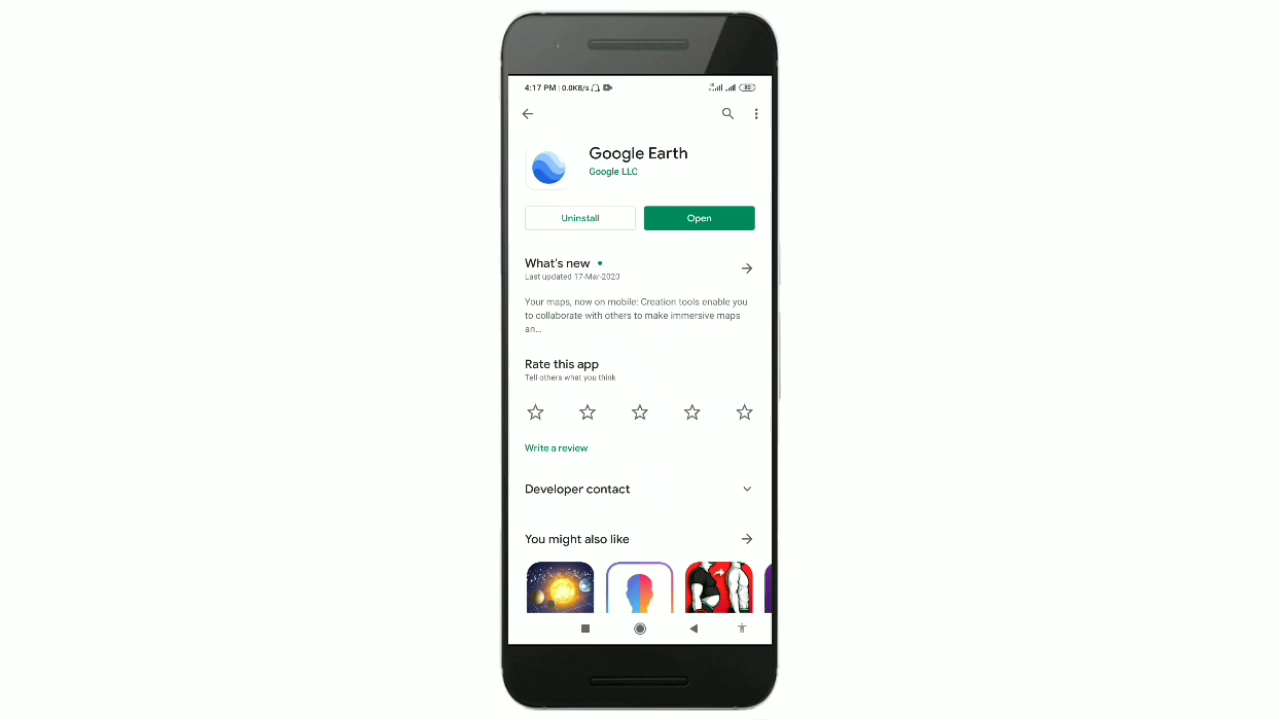 4:17 PM | 0.0KB/s
Google Earth
Google LLC
Uninstall
Open
What's new •
Last updated 17-Mar-2023
Your maps, now on mobile: Creation tools enable you
to collaborate with others to make immersive maps
an...
Rate this app
Tell others what you think
Write a review
Developer contact
You might also like